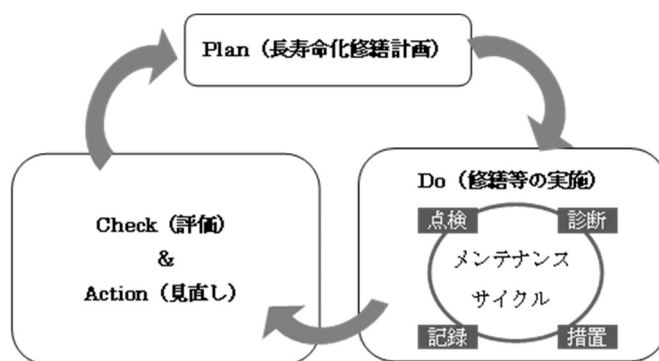 Plan（長寿命化修繕計画）
Do（修繕等の実施）
点検
診断
メンテナンス
サイクル
記録
措置
Check（評価）
&
Action（見直し）